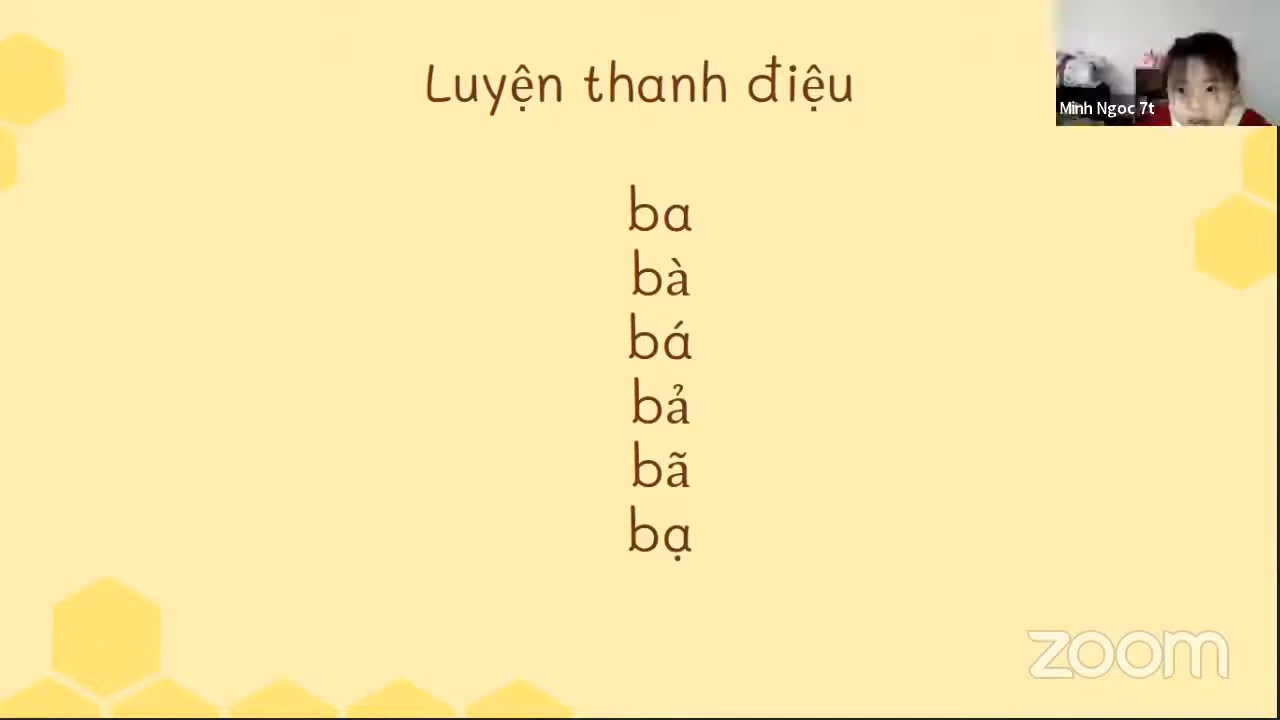 Luyện thanh điệu
Minh Ngoc 7t
ba
bà
bá
bả
bã
bạ
zoom